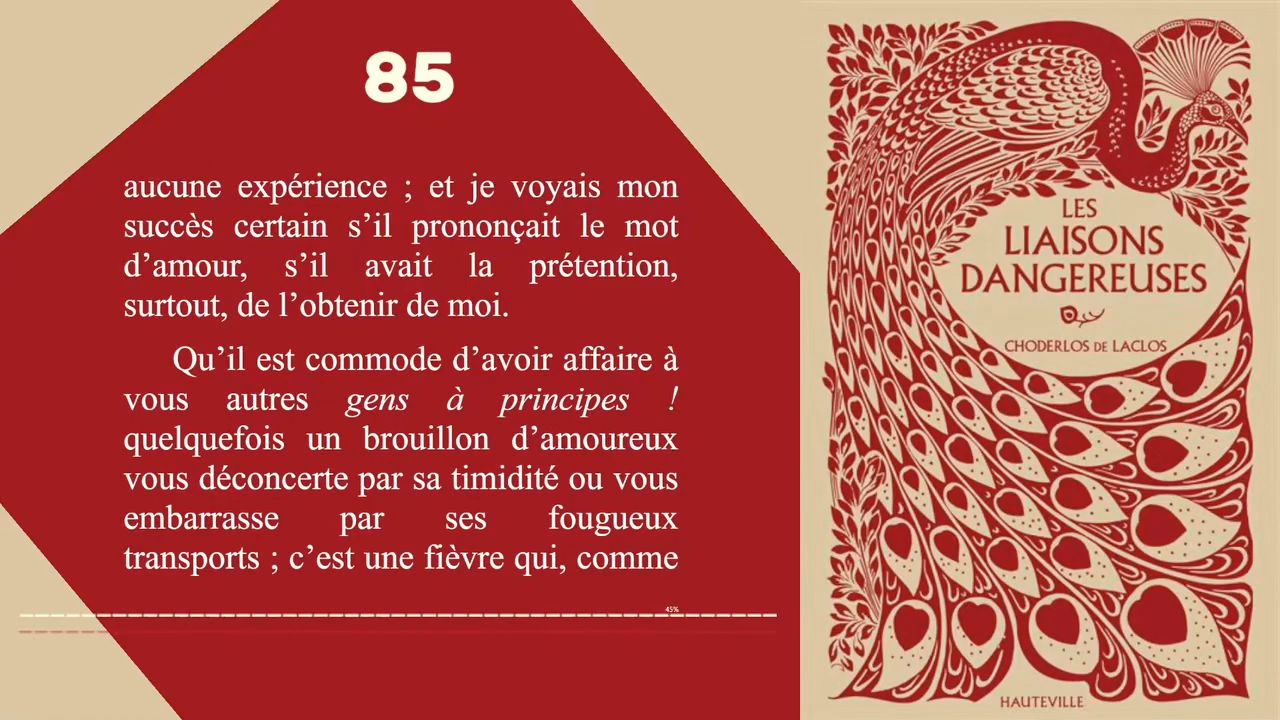 85
aucune expérience ; et je voyais mon
succès certain s’il prononçait le mot
d’amour, s’il avait la prétention,
surtout, de l’obtenir de moi.
Qu’il est commode d’avoir affaire à
vous autres gens à principes !
quelquefois un brouillon d’amoureux
vous déconcerte par sa timidité ou vous
embarrasse par ses fougueux
transports ; c’est une fièvre qui, comme
45%
LES
LIAISONS
DANGEREUSES
CHODERLOS DE LACLOS
HAUTEVILLE